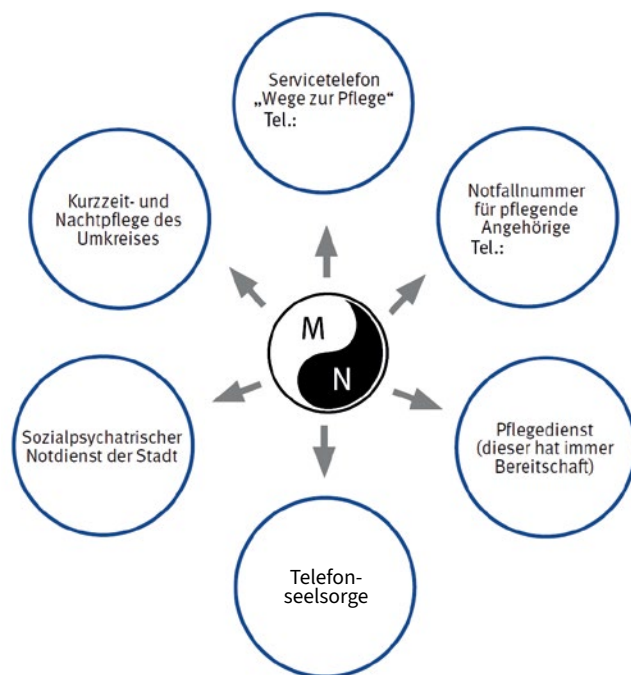 Servicetelefon
„Wege zur Pflege“
Tel.:
Kurzzeit- und
Nachtpflege des
Umkreises
Notfallnummer
für pflegende
Angehörige
Tel.:
M
N
Sozialpsychatrischer
Notdienst der Stadt
Pflegedienst
(dieser hat immer
Bereitschaft)
Telefon-
seelsorge